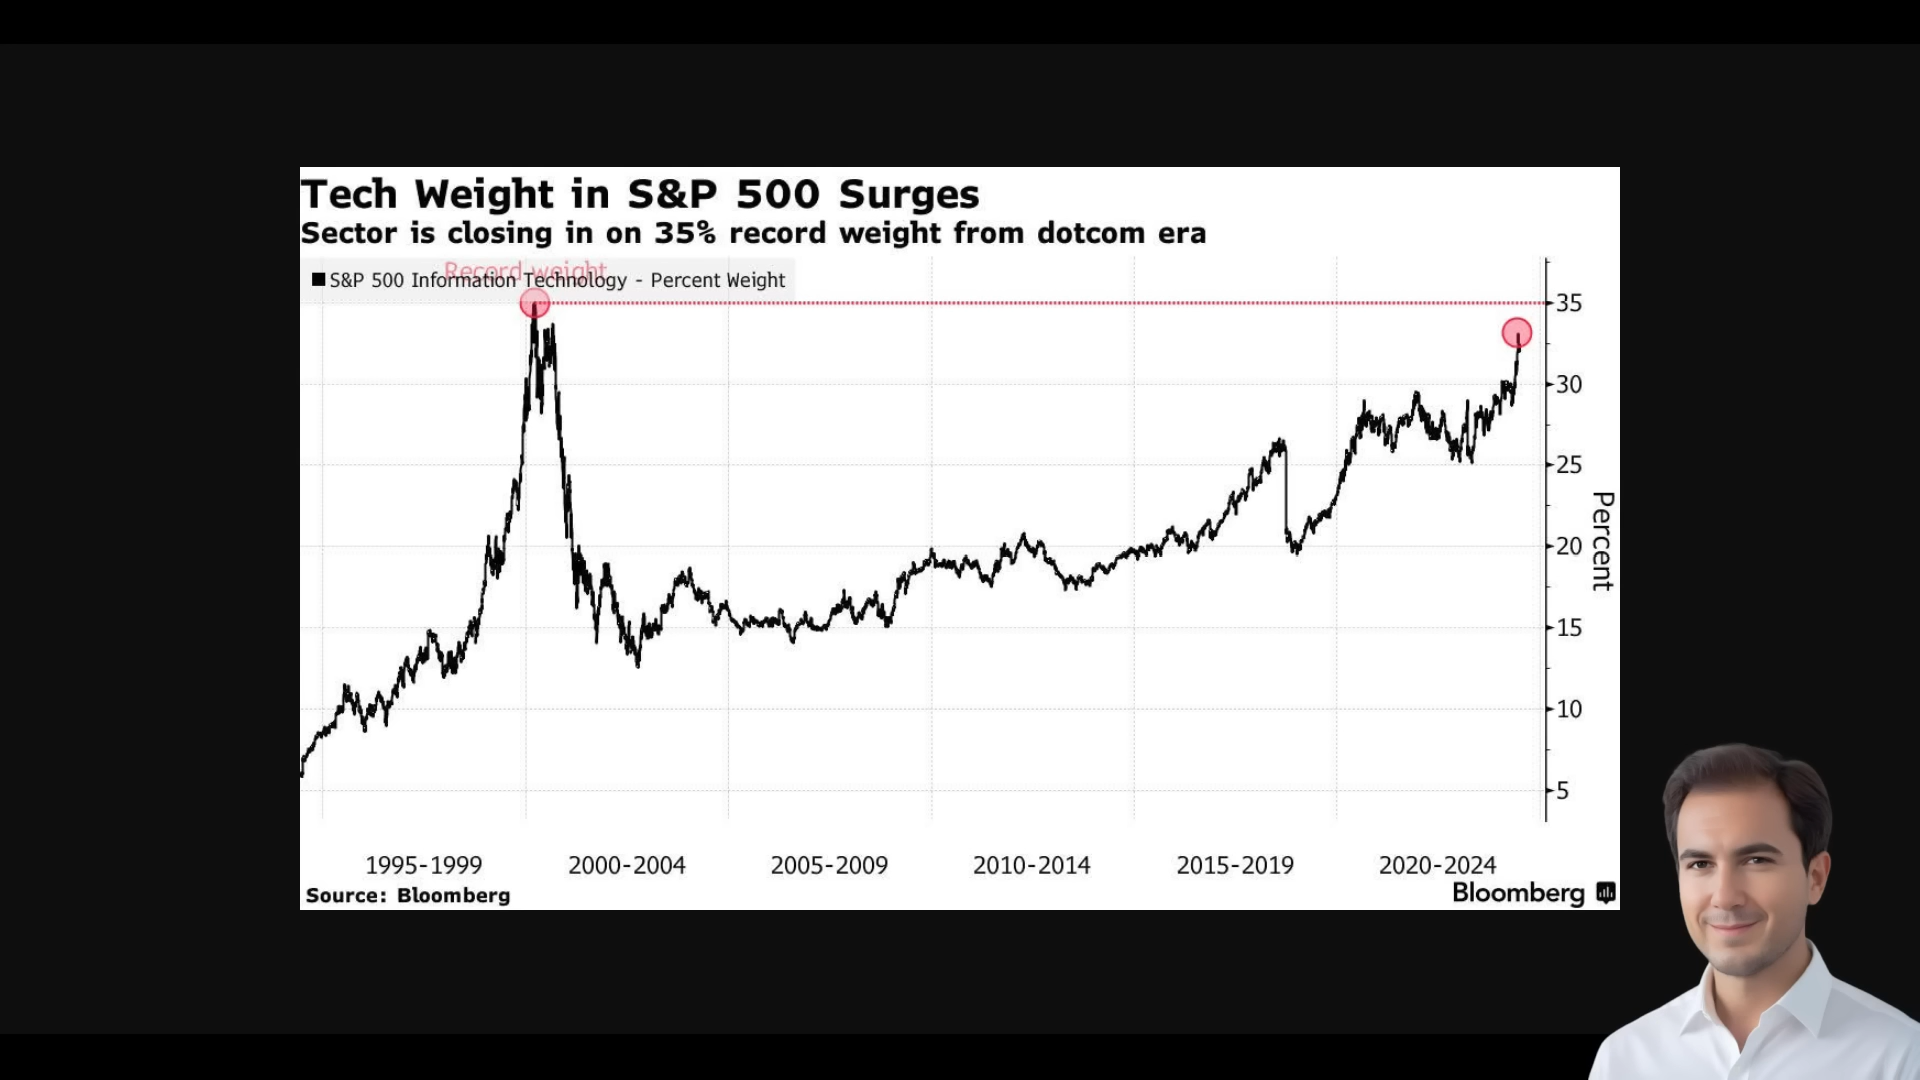 Tech Weight in S&P 500 Surges
Sector is closing in on 35% record weight from dotcom era
Record weight
S&P 500 Information Technology - Percent Weight
35
30
25
20
15
10
5
Percent
1995-1999 2000-2004 2005-2009 2010-2014 2015-2019 2020-2024
Source: Bloomberg
Bloomberg